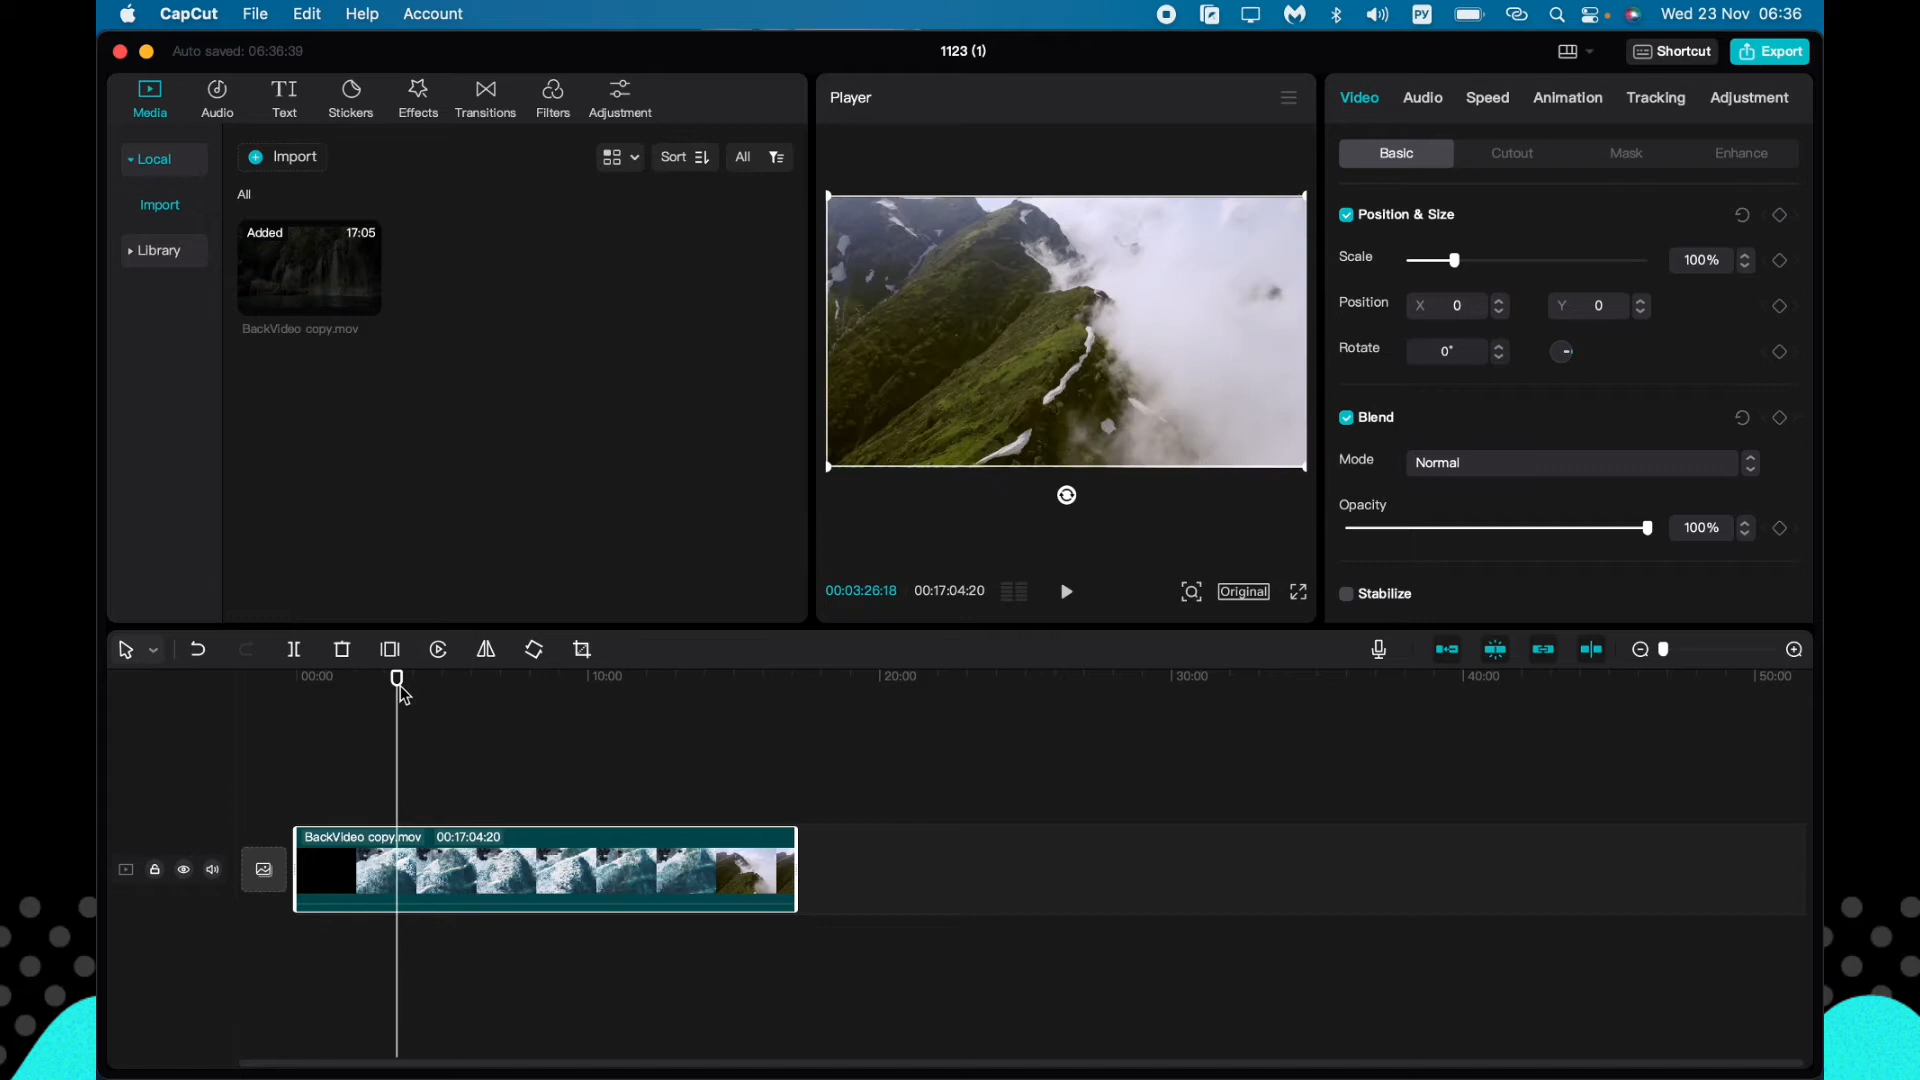 CapCut File Edit Help Account РУ Wed 23 Nov 06:36
Auto saved: 06:36:39 1123 (1) Shortcut Export
Media Audio Text Stickers Effects Transitions Filters Adjustment
TI
Local
Import
Library
Import Sort All
All
Added 17:05
BackVideo copy.mov
Player
00:03:26:18 00:17:04:20 Original
Video Audio Speed Animation Tracking Adjustment
Basic Cutout Mask Enhance
Position & Size
Scale 100%
Position X 0 Y 0
Rotate 0°
Blend
Mode Normal
Opacity
100%
Stabilize
00:00 10:00 20:00 30:00 40:00 50:00
BackVideo copy.mov 00:17:04:20